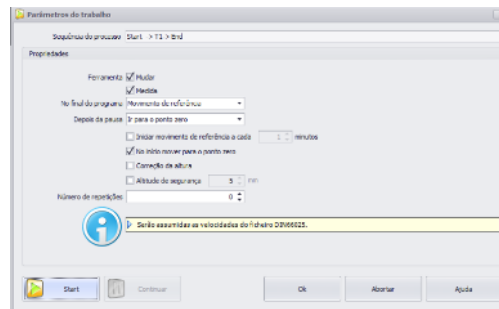 Parâmetros do trabalho
Sequência do processo Start -> T1 > End
Propriedades
Ferramenta Mudar
Medida
No final do programa Movimento de referência
Depois da pausa Ir para o ponto zero
Iniciar movimento de referência a cada minutos
No início mover para o ponto zero
Correção da altura
Altitude de segurança 5 mm
Número de repetições 0
Serão assumidas as velocidades do ficheiro DIN66025.
Start Continuar Ok Abortar Ajuda